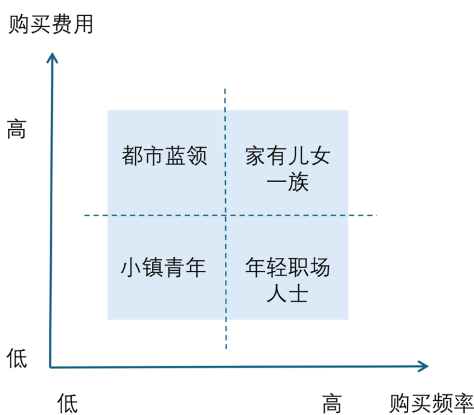 购买费用
高
都市蓝领
家有儿女
一族
小镇青年
年轻职场
人士
低
低
高
购买频率